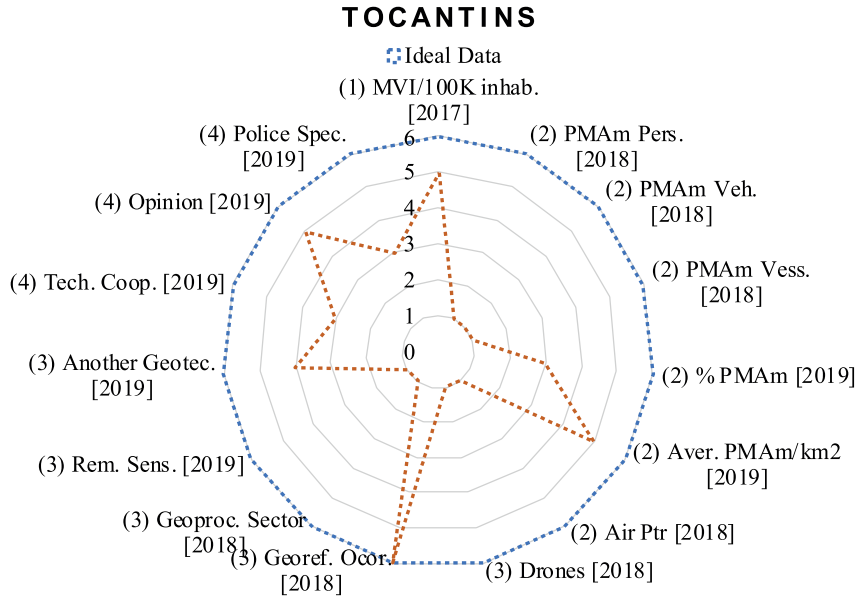 TOCANTINS
Ideal Data
(1) MVI/100K inhab.
[2017]
(2) PMAm Pers.
[2018]
(2) PMAm Veh.
[2018]
(2) PMAm Vess.
[2018]
(2) % PMAm [2019]
(2) Aver. PMAm/km2
[2019]
(2) Air Ptr [2018]
(3) Drones [2018]
(3) Georef. Ocor.
[2018]
(3) Geoproc. Sector
[2018]
(3) Rem. Sens. [2019]
(3) Another Geotec.
[2019]
(4) Tech. Coop. [2019]
(4) Opinion [2019]
(4) Police Spec.
[2019]
6
5
4
3
2
1
0